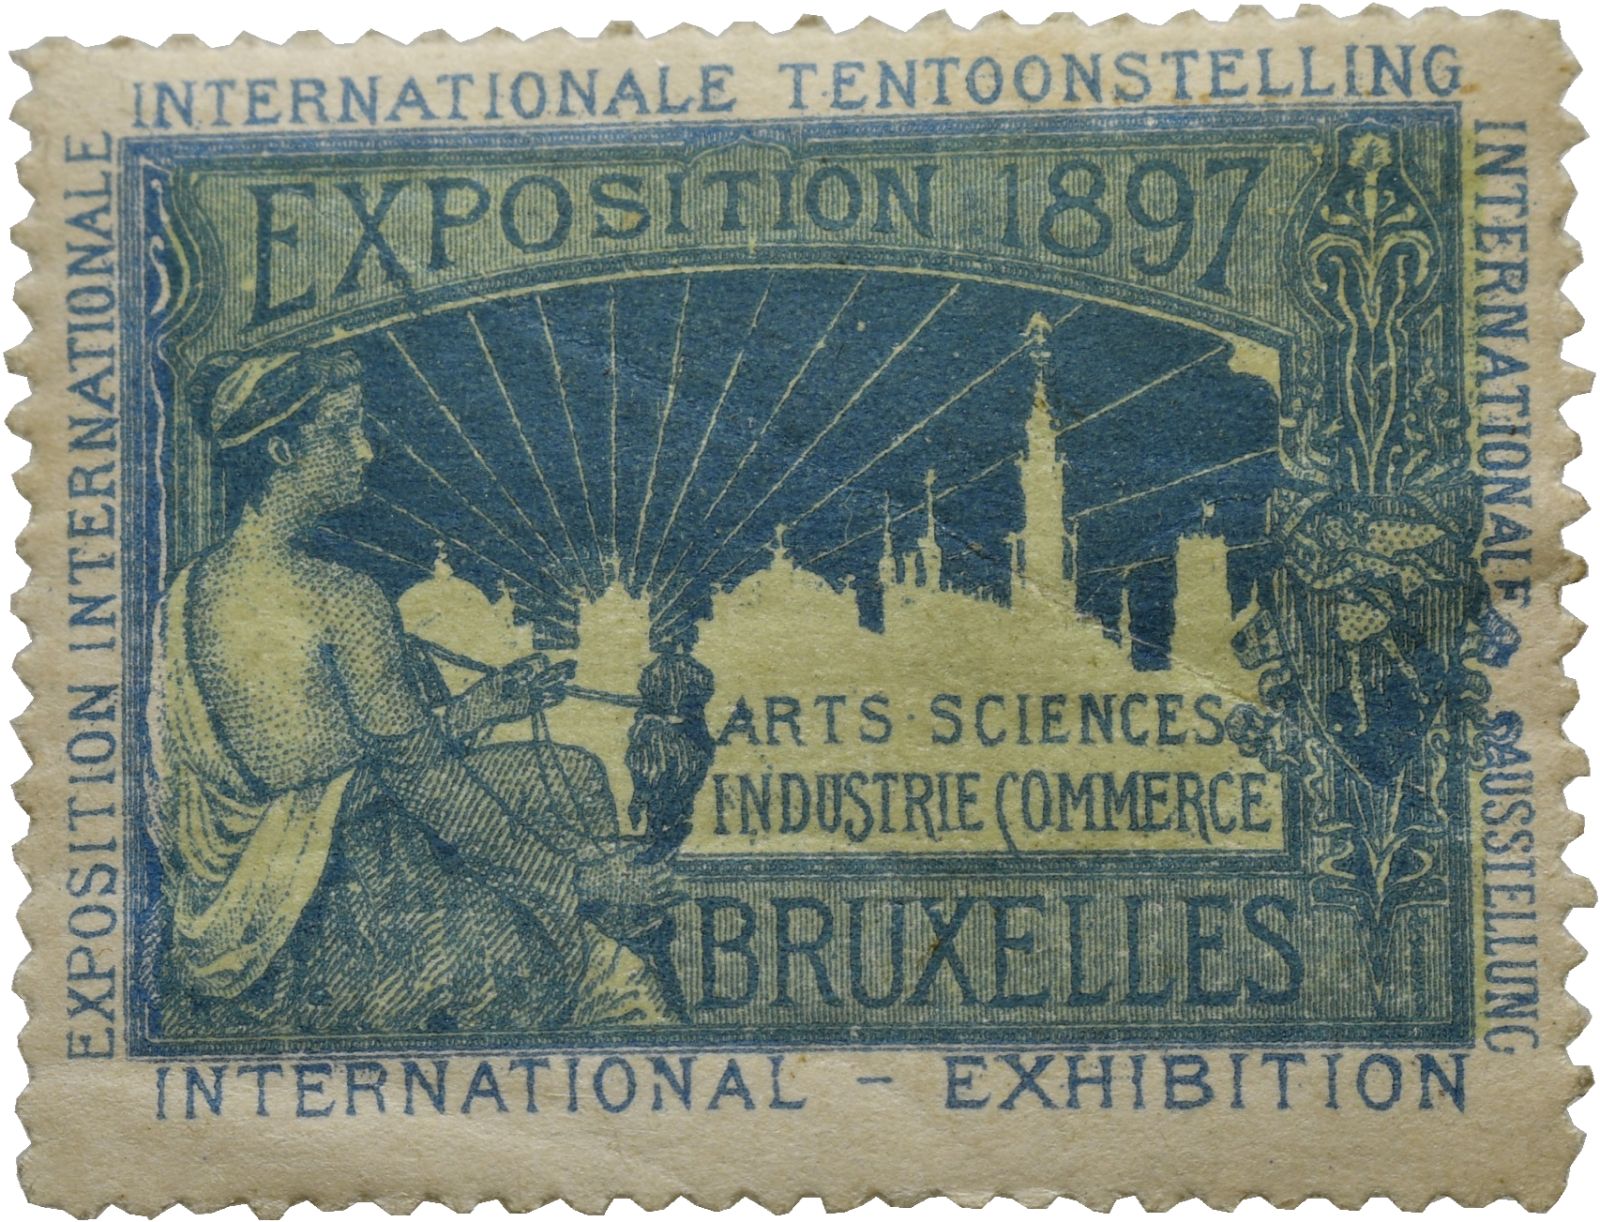 INTERNATIONALE TENTOONSTELLING
EXPOSITION INTERNATIONALE
EXPOSITION 1897
ARTS · SCIENCES
INDUSTRIE COMMERCE
BRUXELLES
INTERNATIONALE AUSSTELLUNG
INTERNATIONAL – EXHIBITION